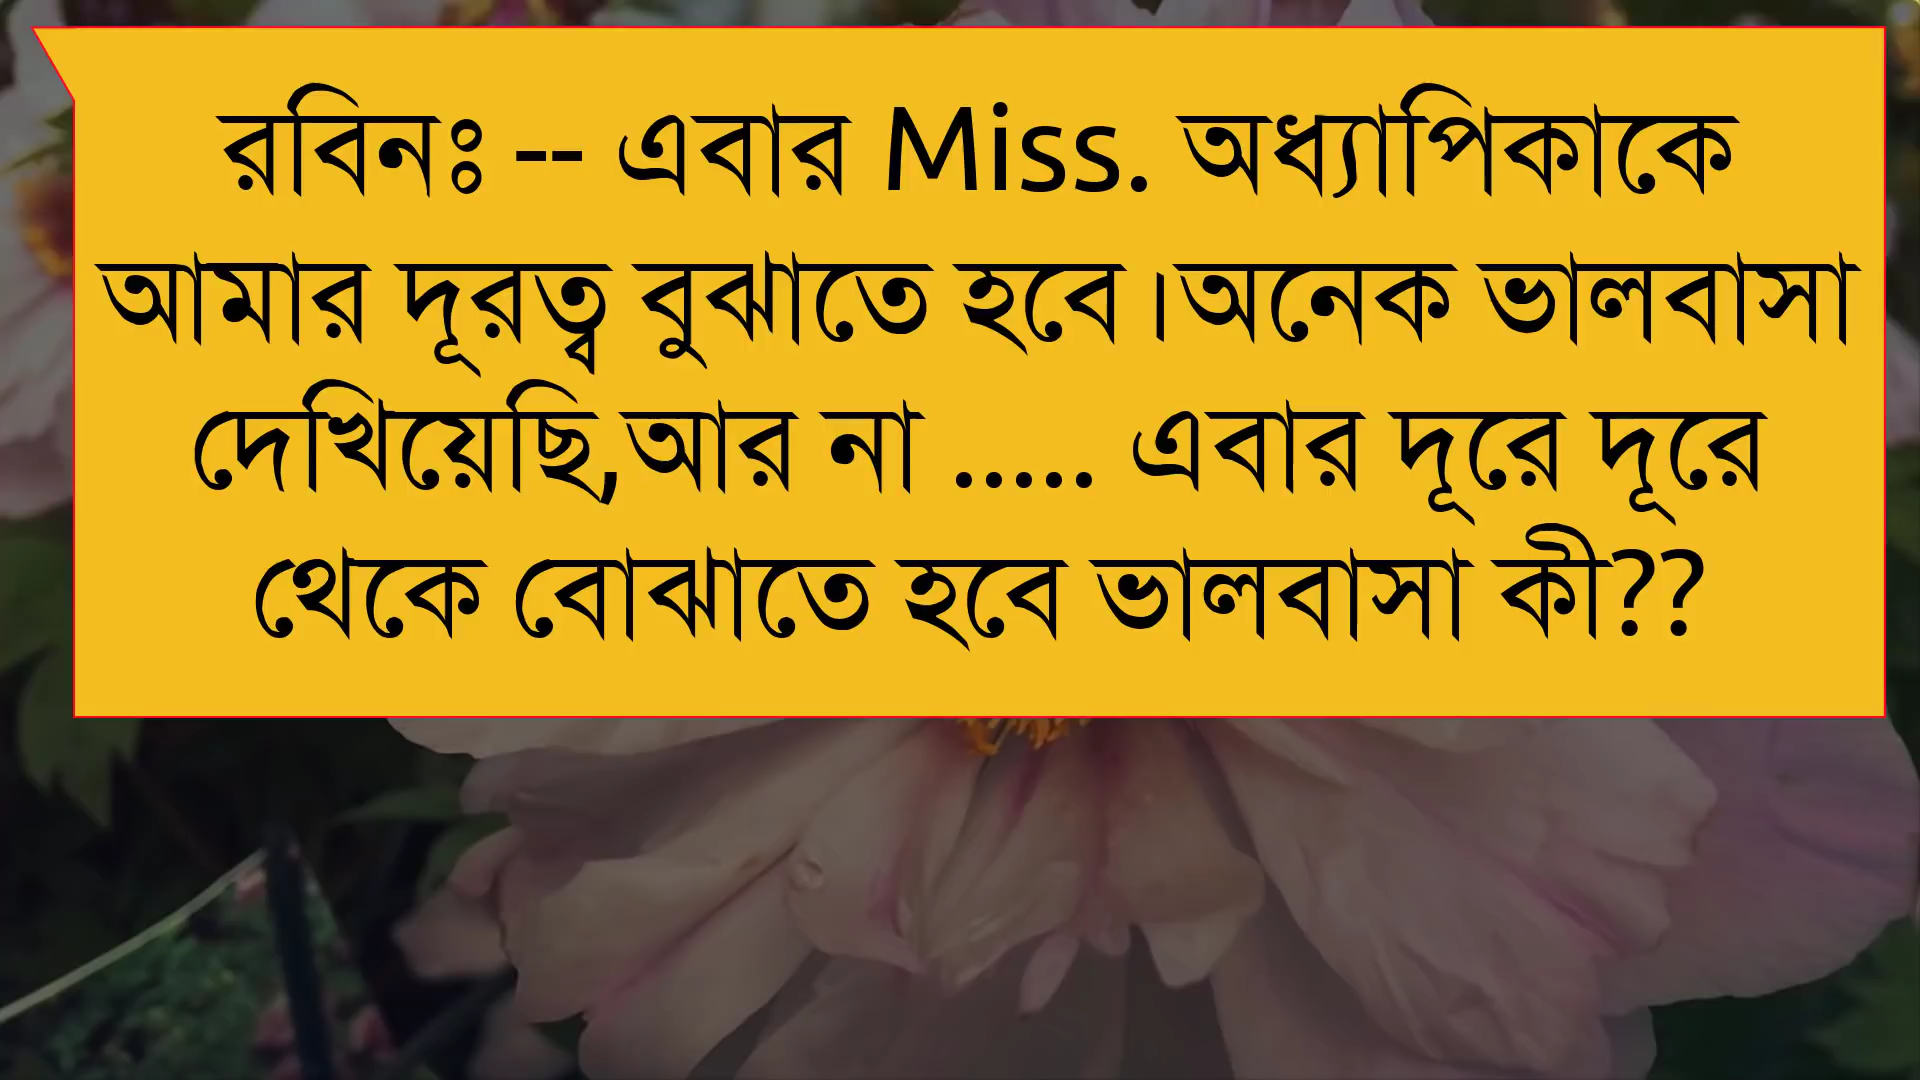 রবিনঃ -- এবার Miss. অধ্যাপিকাকে
আমার দূরত্ব বুঝাতে হবে।অনেক ভালবাসা
দেখিয়েছি,আর না ..... এবার দূরে দূরে
থেকে বোঝাতে হবে ভালবাসা কী??